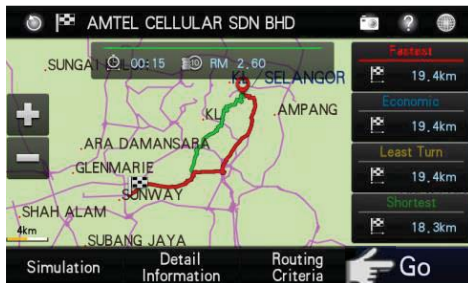 AMTEL CELLULAR SDN BHD
?
00:15 RM 2.60
SUNGAI
KL SELANGOR
KL
AMPANG
ARA DAMANSARA
GLENMARIE
SUNWAY
SHAH ALAM
4km
SUBANG JAYA
Fastest
19.4km
Economic
19.4km
Least Turn
19.4km
Shortest
18.3km
Simulation
Detail
Information
Routing
Criteria
Go